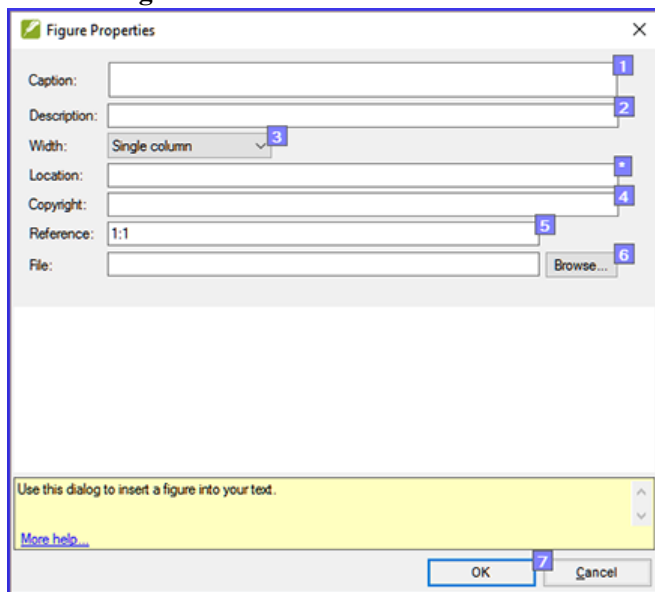 Figure Properties
Caption: 1
Description: 2
Width: Single column 3
Location: *
Copyright: 4
Reference: 1:1 5
File: Browse... 6
Use this dialog to insert a figure into your text.
More help...
OK 7 Cancel